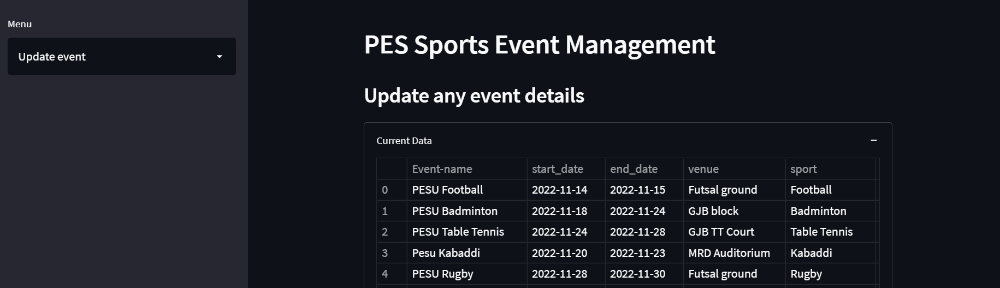 Menu
Update event
PES Sports Event Management
Update any event details
Current Data
Event-name start_date end_date venue sport
0 PESU Football 2022-11-14 2022-11-15 Futsal ground Football
1 PESU Badminton 2022-11-18 2022-11-24 GJB block Badminton
2 PESU Table Tennis 2022-11-24 2022-11-28 GJB TT Court Table Tennis
3 Pesu Kabaddi 2022-11-20 2022-11-23 MRD Auditorium Kabaddi
4 PESU Rugby 2022-11-28 2022-11-30 Futsal ground Rugby